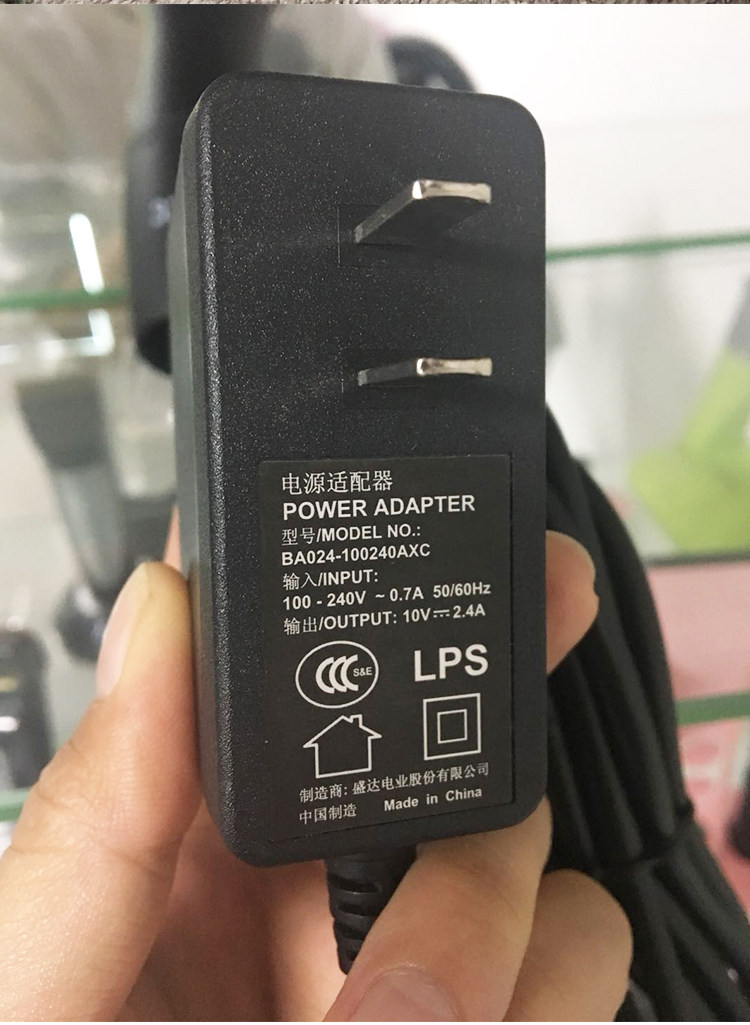 电源适配器
POWER ADAPTER
型号/MODEL NO.:
BA024-100240AXC
输入/INPUT:
100 - 240V ~ 0.7A 50/60Hz
输出/OUTPUT: 10V⎓2.4A
CCC S&E
LPS
制造商: 盛达电业股份有限公司
中国制造 Made in China